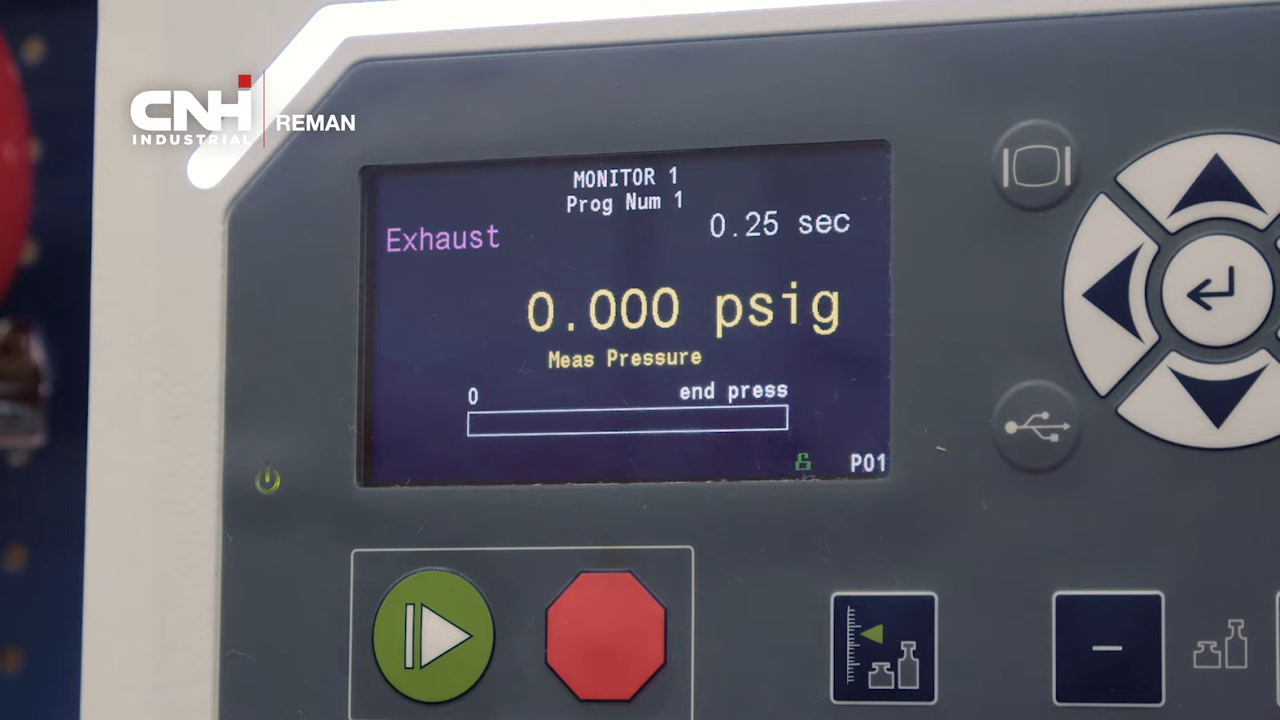 CNH
INDUSTRIAL
REMAN
MONITOR 1
Prog Num 1
Exhaust
0.25 sec
0.000 psig
Meas Pressure
0
end press
P01